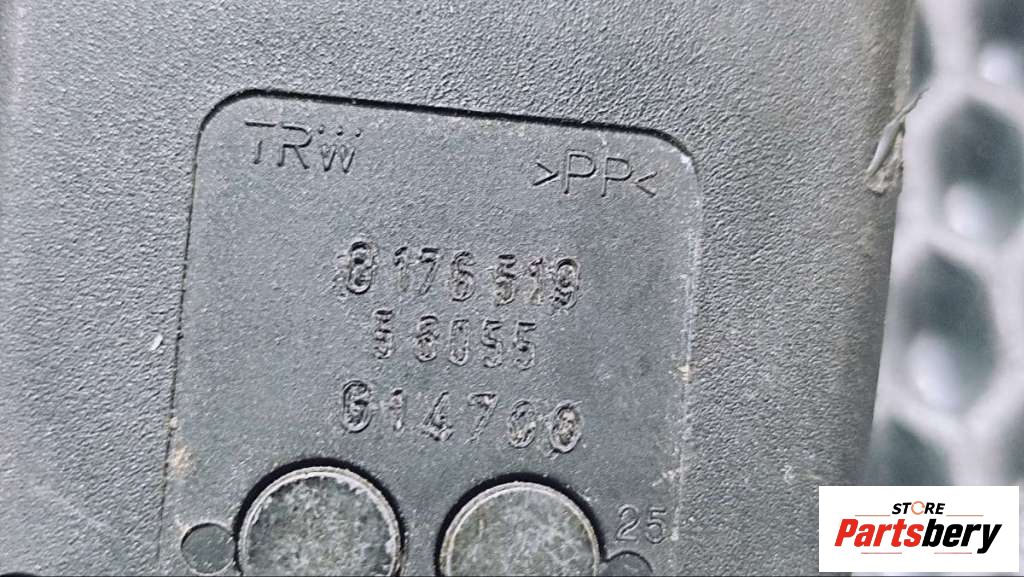 TRW
>PP<
8176519
58055
614700
25
STORE
Partsbery